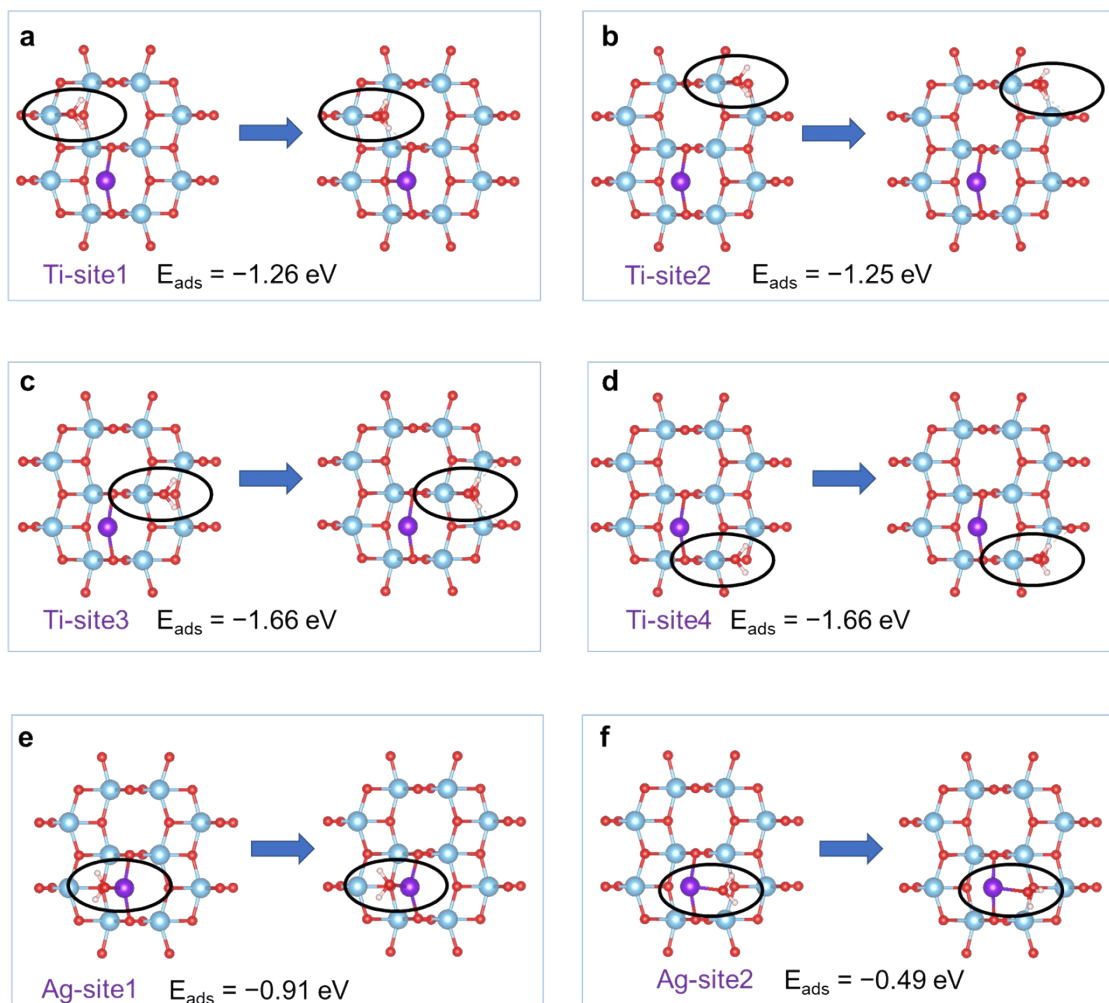 a
Ti-site1 E_ads = −1.26 eV
b
Ti-site2 E_ads = −1.25 eV
c
Ti-site3 E_ads = −1.66 eV
d
Ti-site4 E_ads = −1.66 eV
e
Ag-site1 E_ads = −0.91 eV
f
Ag-site2 E_ads = −0.49 eV